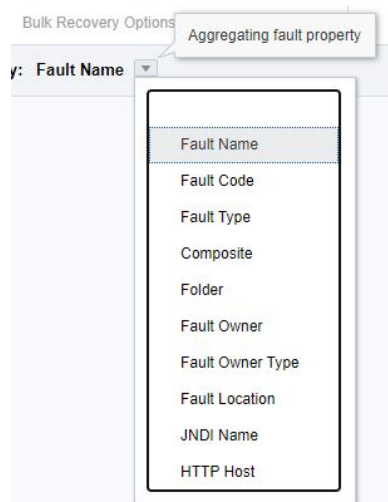 Bulk Recovery Options
Aggregating fault property
y: Fault Name
Fault Name
Fault Code
Fault Type
Composite
Folder
Fault Owner
Fault Owner Type
Fault Location
JNDI Name
HTTP Host